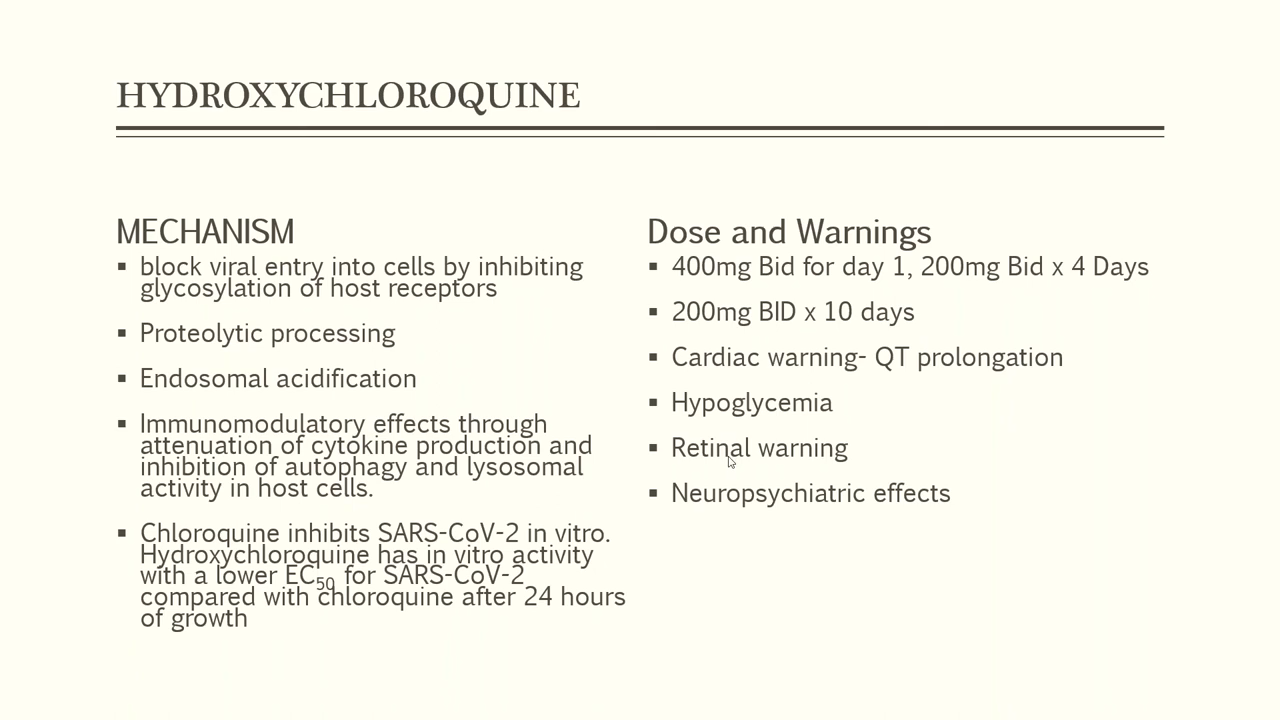 HYDROXYCHLOROQUINE
MECHANISM
▪ block viral entry into cells by inhibiting
glycosylation of host receptors
▪ Proteolytic processing
▪ Endosomal acidification
▪ Immunomodulatory effects through
attenuation of cytokine production and
inhibition of autophagy and lysosomal
activity in host cells.
▪ Chloroquine inhibits SARS-CoV-2 in vitro.
Hydroxychloroquine has in vitro activity
with a lower EC50 for SARS-CoV-2
compared with chloroquine after 24 hours
of growth
Dose and Warnings
▪ 400mg Bid for day 1, 200mg Bid x 4 Days
▪ 200mg BID x 10 days
▪ Cardiac warning- QT prolongation
▪ Hypoglycemia
▪ Retinal warning
▪ Neuropsychiatric effects